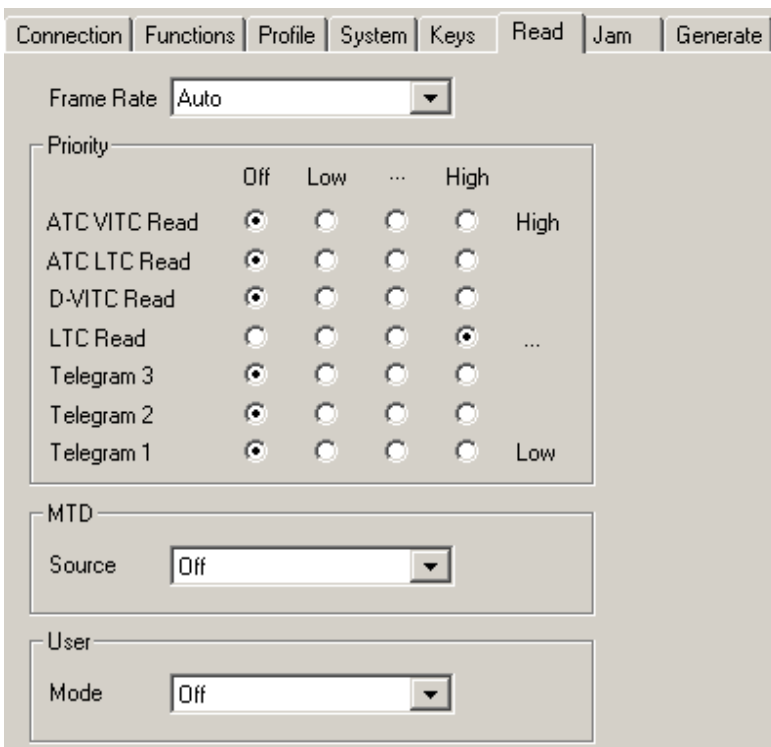 Connection Functions Profile System Keys Read Jam Generate
Frame Rate Auto
Priority
Off Low ... High
ATC VITC Read High
ATC LTC Read
D-VITC Read
LTC Read ...
Telegram 3
Telegram 2
Telegram 1 Low
MTD
Source Off
User
Mode Off